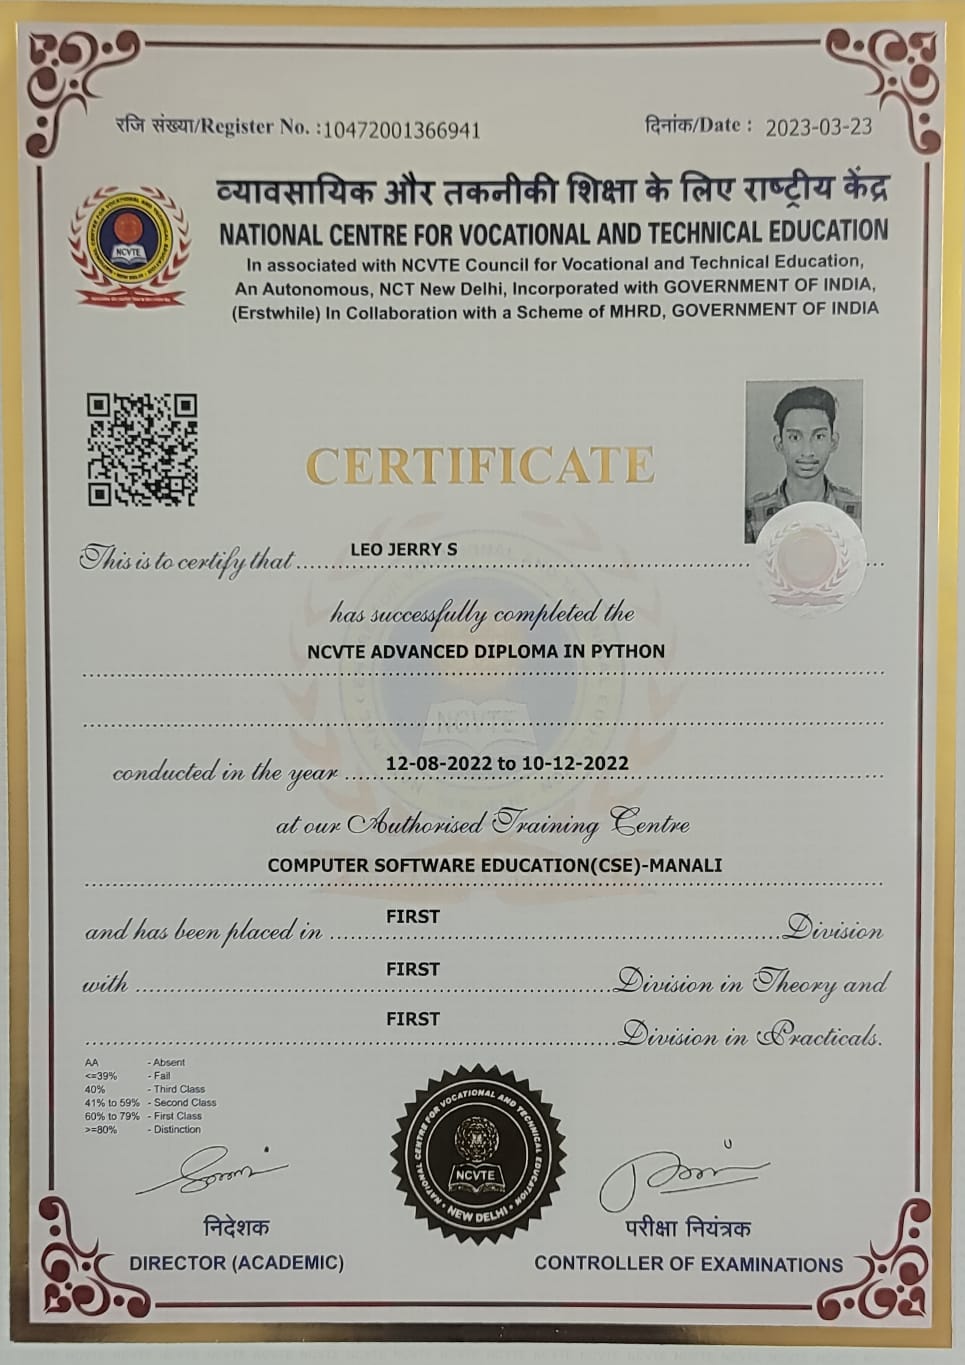 रजि संख्या/Register No. :10472001366941
दिनांक/Date : 2023-03-23
व्यावसायिक और तकनीकी शिक्षा के लिए राष्ट्रीय केंद्र
NATIONAL CENTRE FOR VOCATIONAL AND TECHNICAL EDUCATION
In associated with NCVTE Council for Vocational and Technical Education,
An Autonomous, NCT New Delhi, Incorporated with GOVERNMENT OF INDIA,
(Erstwhile) In Collaboration with a Scheme of MHRD, GOVERNMENT OF INDIA
NCVTE
CERTIFICATE
This is to certify that LEO JERRY S
has successfully completed the
NCVTE ADVANCED DIPLOMA IN PYTHON
NCVTE
conducted in the year 12-08-2022 to 10-12-2022
at our Authorised Training Centre
COMPUTER SOFTWARE EDUCATION(CSE)-MANALI
and has been placed in FIRST Division
with FIRST Division in Theory and
FIRST Division in Practicals.
AA - Absent
<=39% - Fail
40% - Third Class
41% to 59% - Second Class
60% to 79% - First Class
>=80% - Distinction
NATIONAL CENTRE FOR VOCATIONAL AND TECHNICAL EDUCATION
NCVTE
NEW DELHI
निदेशक
DIRECTOR (ACADEMIC)
परीक्षा नियंत्रक
CONTROLLER OF EXAMINATIONS